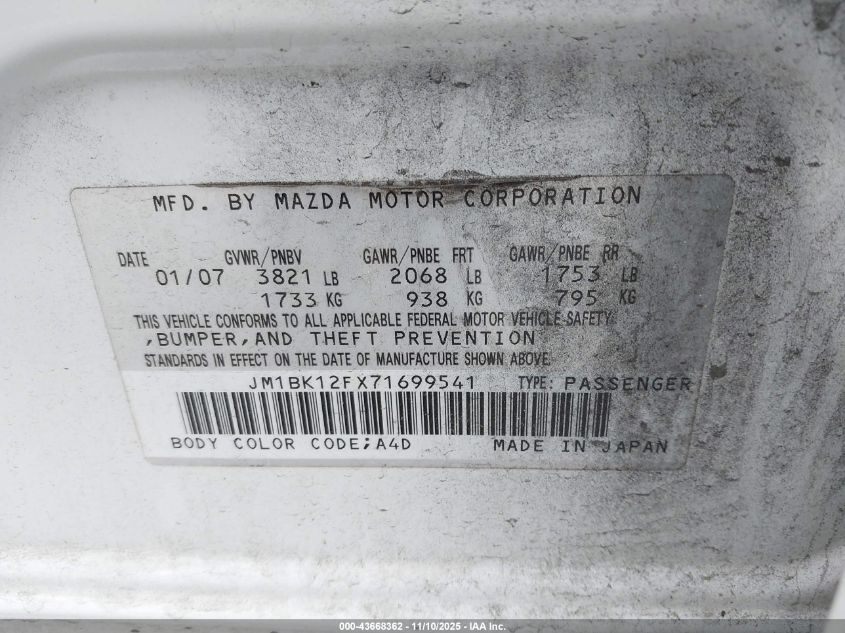 MFD. BY MAZDA MOTOR CORPORATION
DATE GVWR/PNBV GAWR/PNBE FRT GAWR/PNBE RR
01/07 3821 LB 2068 LB 1753 LB
1733 KG 938 KG 795 KG
THIS VEHICLE CONFORMS TO ALL APPLICABLE FEDERAL MOTOR VEHICLE SAFETY
,BUMPER,AND THEFT PREVENTION
STANDARDS IN EFFECT ON THE DATE OF MANUFACTURE SHOWN ABOVE.
JM1BK12FX71699541 TYPE: PASSENGER
BODY COLOR CODE;A4D MADE IN JAPAN
000-43668362 - 11/10/2025 - IAA Inc.